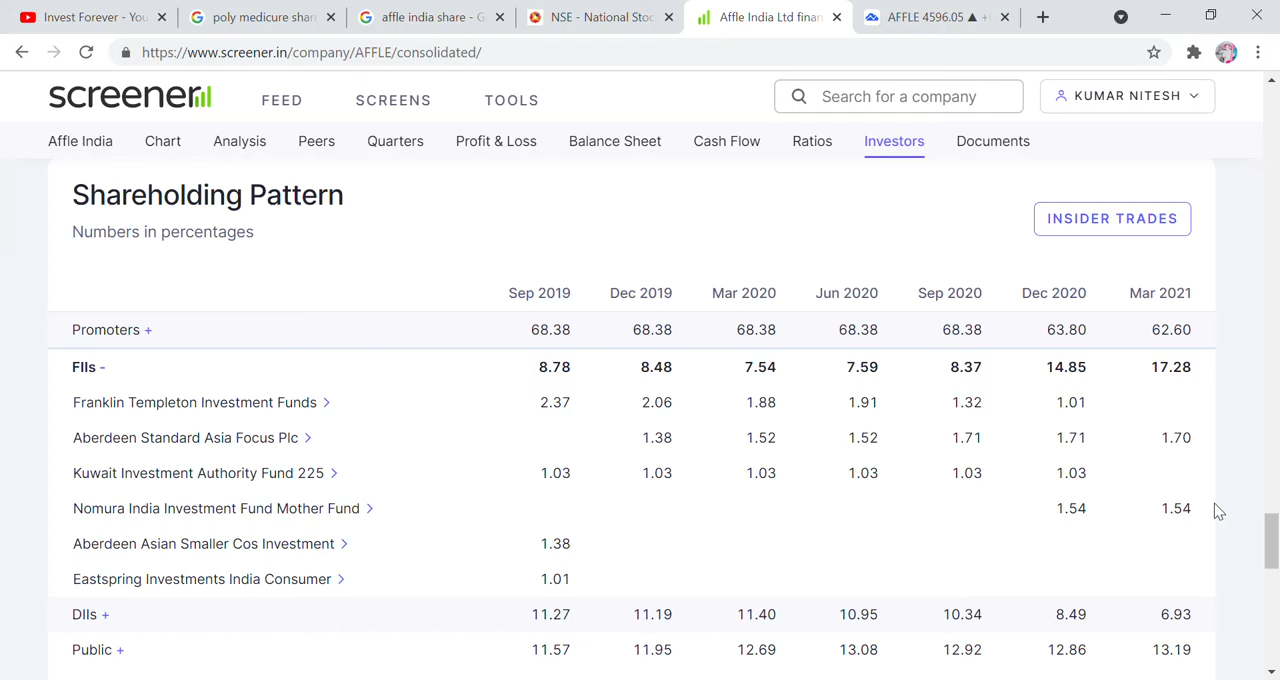 Invest Forever - You
poly medicure share
affle india share - G
NSE - National Stoc
Affle India Ltd finan
AFFLE 4596.05 ▲ +
https://www.screener.in/company/AFFLE/consolidated/
screener
FEED SCREENS TOOLS
Search for a company
KUMAR NITESH
Affle India Chart Analysis Peers Quarters Profit & Loss Balance Sheet Cash Flow Ratios Investors Documents
Shareholding Pattern
Numbers in percentages
INSIDER TRADES
Sep 2019 Dec 2019 Mar 2020 Jun 2020 Sep 2020 Dec 2020 Mar 2021
Promoters + 68.38 68.38 68.38 68.38 68.38 63.80 62.60
FIIs - 8.78 8.48 7.54 7.59 8.37 14.85 17.28
Franklin Templeton Investment Funds > 2.37 2.06 1.88 1.91 1.32 1.01
Aberdeen Standard Asia Focus Plc > 1.38 1.52 1.52 1.71 1.71 1.70
Kuwait Investment Authority Fund 225 > 1.03 1.03 1.03 1.03 1.03 1.03
Nomura India Investment Fund Mother Fund > 1.54 1.54
Aberdeen Asian Smaller Cos Investment > 1.38
Eastspring Investments India Consumer > 1.01
DIIs + 11.27 11.19 11.40 10.95 10.34 8.49 6.93
Public + 11.57 11.95 12.69 13.08 12.92 12.86 13.19